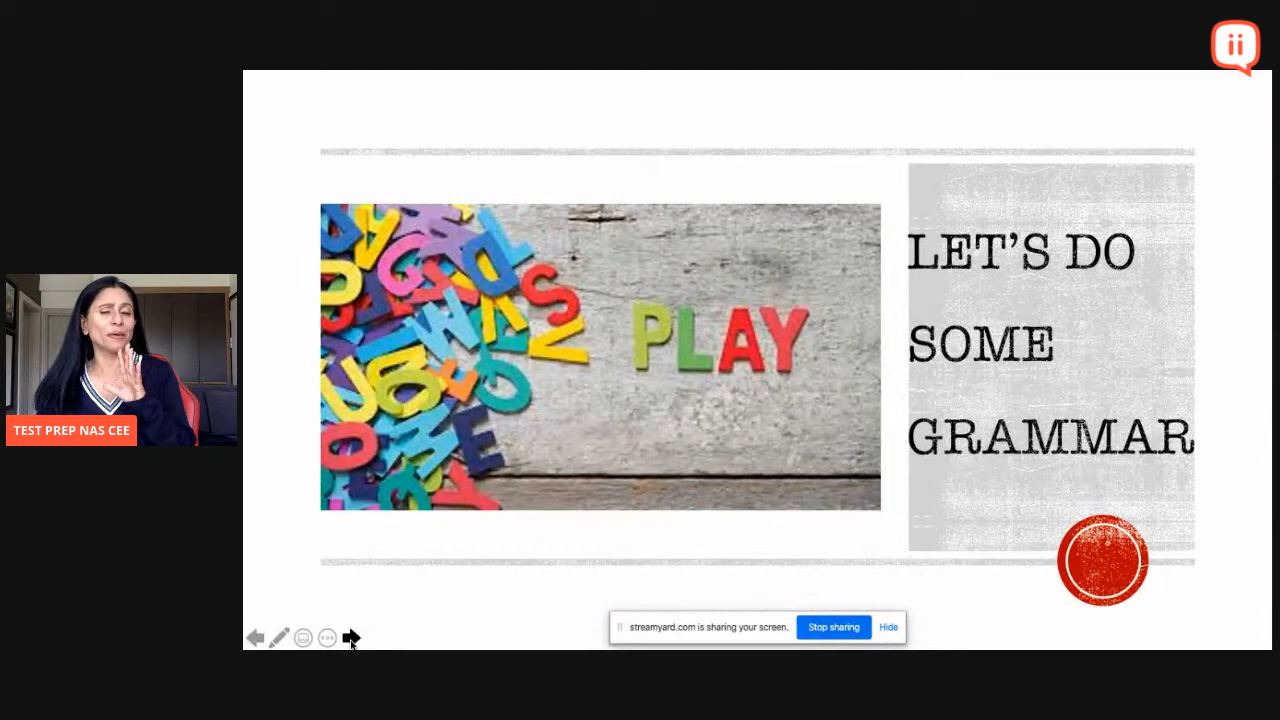 LET'S DO
SOME
GRAMMAR
PLAY
TEST PREP NAS CEE
streamyard.com is sharing your screen.
Stop sharing
Hide